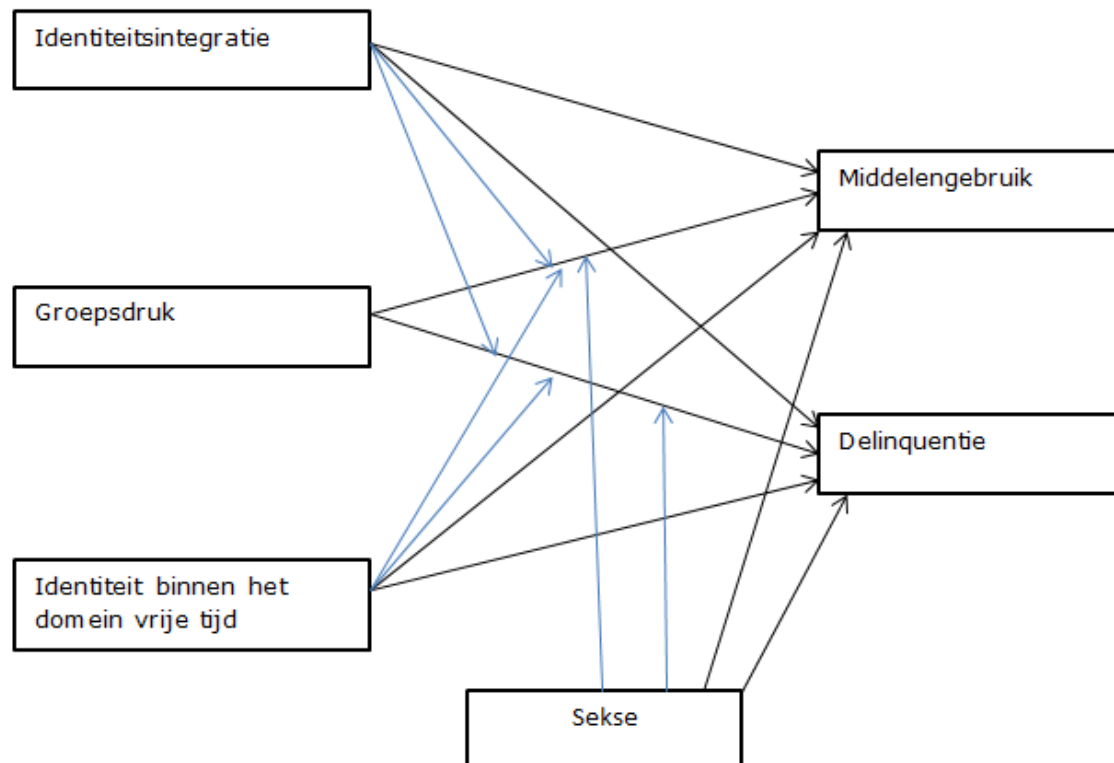 Identiteitsintegratie
Middelengebruik
Groepsdruk
Delinquentie
Identiteit binnen het
domein vrije tijd
Sekse